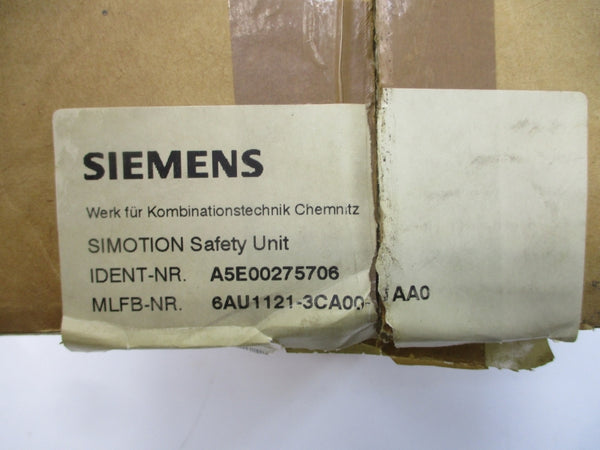 SIEMENS
Werk für Kombinationstechnik Chemnitz
SIMOTION Safety Unit
IDENT-NR. A5E00275706
MLFB-NR. 6AU1121-3CA00- AA0